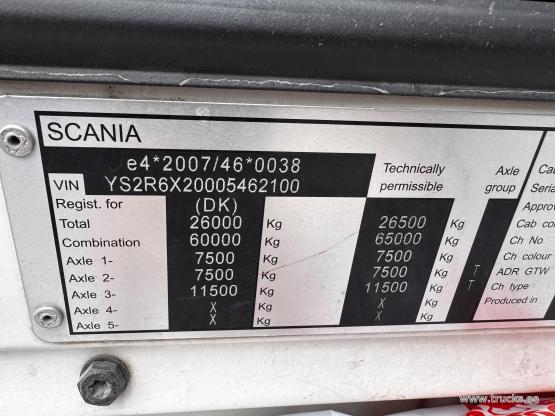 SCANIA
e4*2007/46*0038
VIN YS2R6X20005462100
Technically permissible
Axle group
Regist. for (DK)
Total 26000 Kg 26500 Kg
Combination 60000 Kg 65000 Kg
Axle 1- 7500 Kg 7500 Kg
Axle 2- 7500 Kg 7500 Kg T
Axle 3- 11500 Kg 11500 Kg T
Axle 4- X Kg X Kg
Axle 5- X Kg X Kg
Ca
Seria
Approv
Cab co
Ch No
Ch colour
ADR GTW
Ch type
Produced in
www.trucks.ee